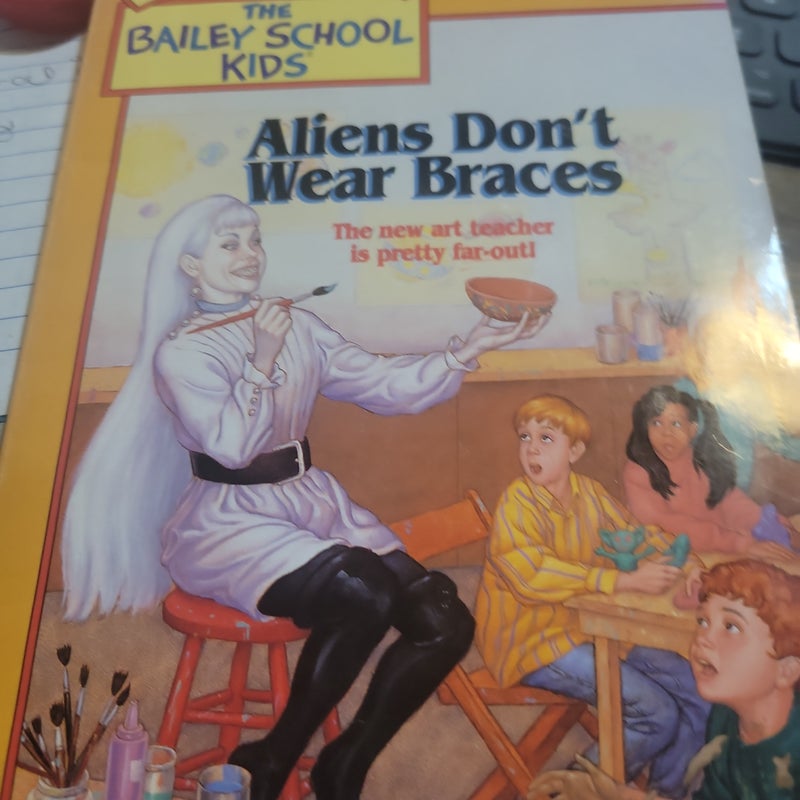 THE
BAILEY SCHOOL
KIDS®
Aliens Don't
Wear Braces
The new art teacher
is pretty far-out!